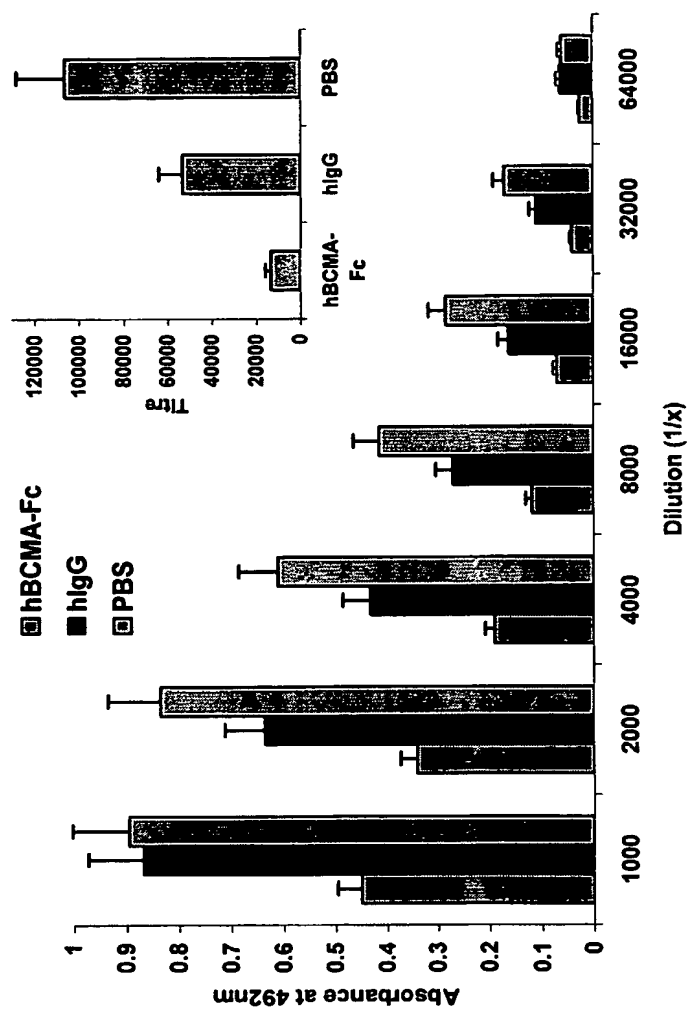 hBCMA-Fc
hIgG
PBS
Absorbance at 492nm
1
0.9
0.8
0.7
0.6
0.5
0.4
0.3
0.2
0.1
0
1000
2000
4000
8000
16000
32000
64000
Dilution (1/x)
Titre
120000
100000
80000
60000
40000
20000
0
hBCMA-
Fc
hIgG
PBS